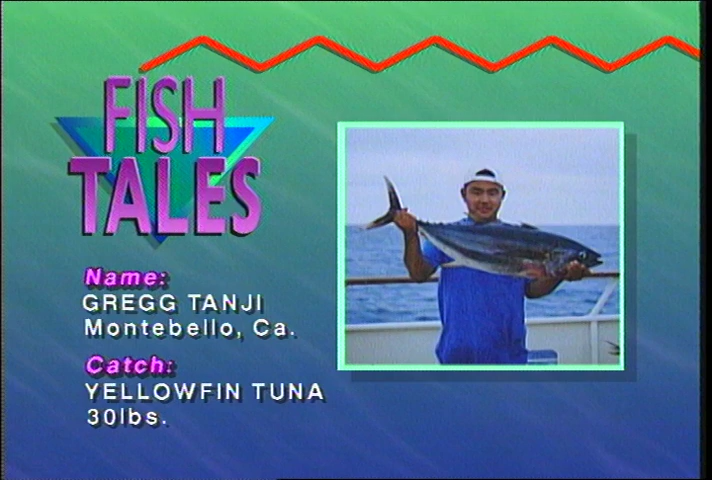 FISH
TALES
Name:
GREGG TANJI
Montebello, Ca.
Catch:
YELLOWFIN TUNA
30lbs.